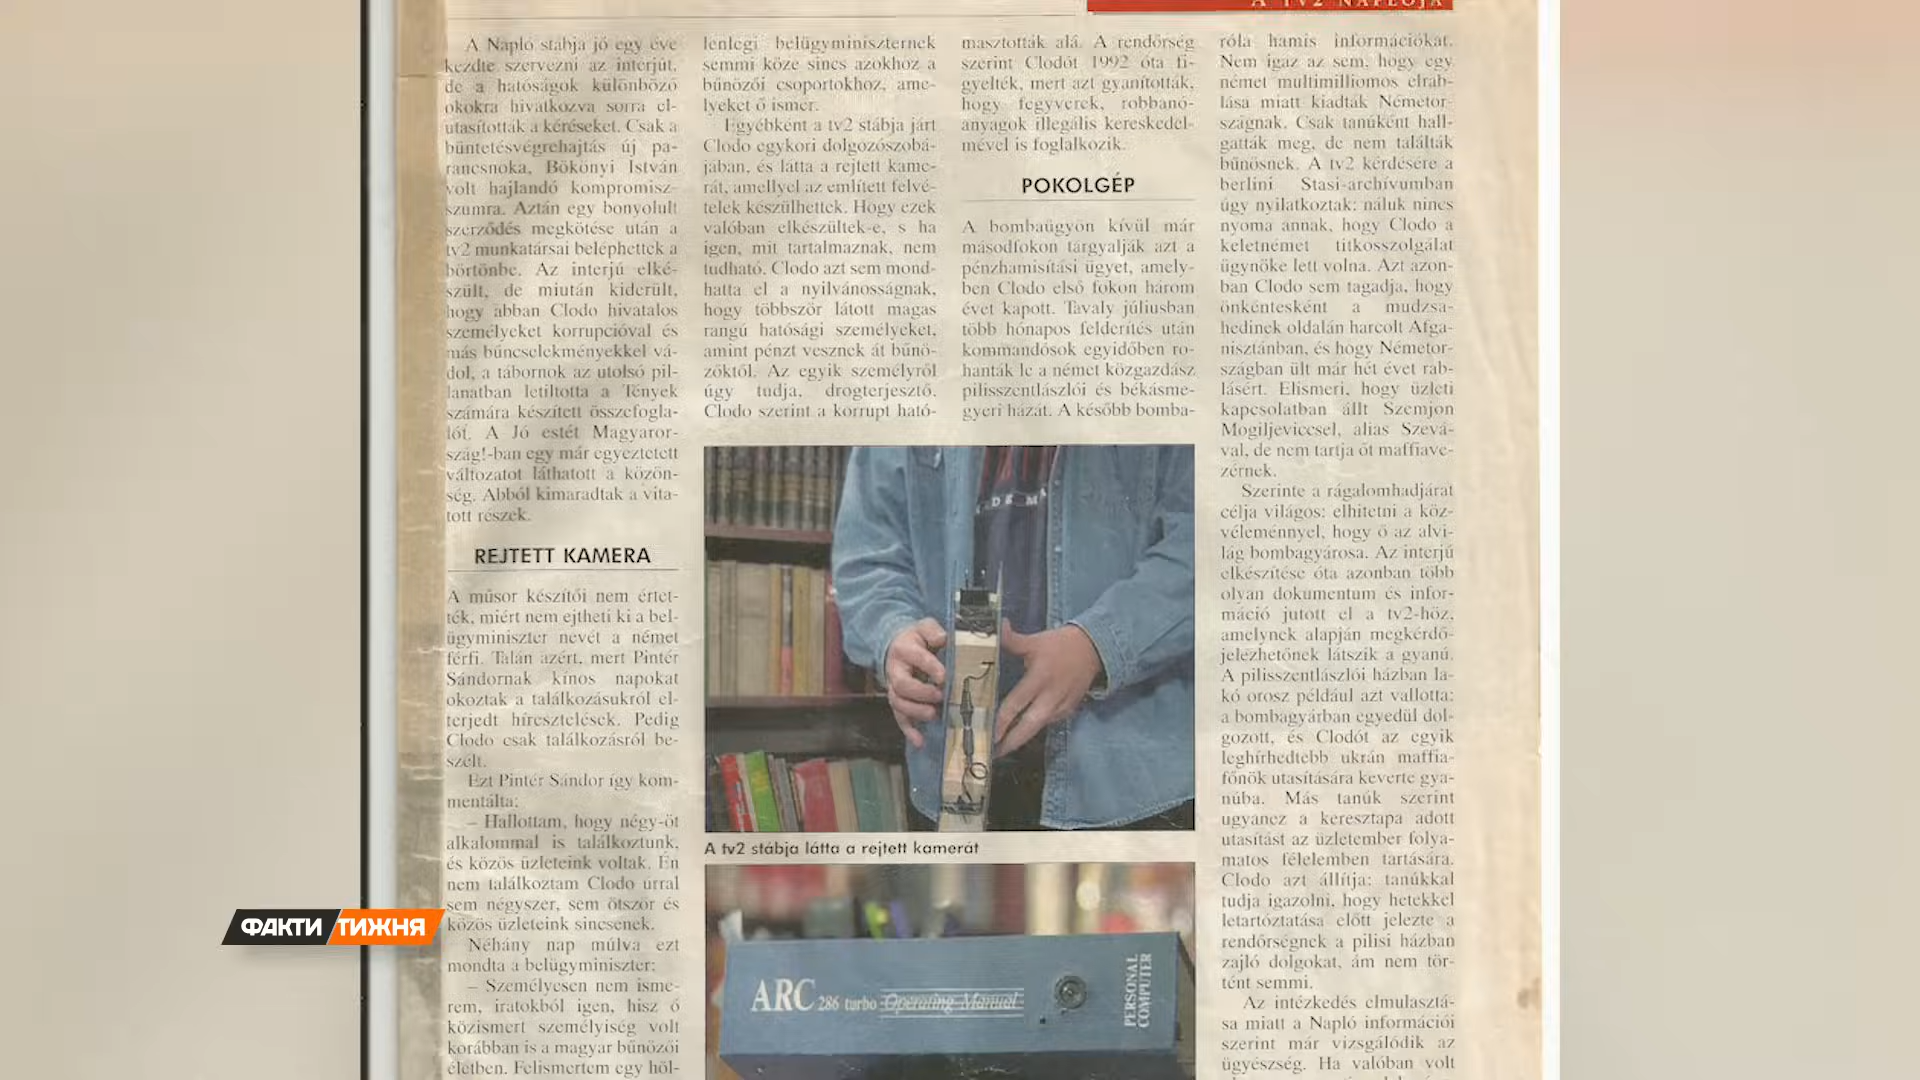 A TV2 NAPLÓJA
A Napló stábja jó egy éve
kezdte szervezni az interjút,
de a hatóságok különböző
okokra hivatkozva sorra el-
utasították a kéréseket. Csak a
büntetésvégrehajtás új pa-
rancsnoka, Bökönyi István
volt hajlandó kompromisz-
szumra. Aztán egy bonyolult
szerződés megkötése után a
tv2 munkatársai beléphettek a
börtönbe. Az interjú elké-
szült, de miután kiderült,
hogy abban Clodo hivatalos
személyeket korrupcióval és
más bűncselekményekkel vá-
dol, a tábornok az utolsó pil-
lanatban letiltotta a Tények
számára készített összefogla-
lót. A Jó estét Magyaror-
szág!-ban egy már egyeztetett
változatot láthatott a közön-
ség. Abból kimaradtak a vita-
tott részek.
REJTETT KAMERA
A műsor készítői nem értet-
ték, miért nem ejtheti ki a bel-
ügyminiszter nevét a német
férfi. Talán azért, mert Pintér
Sándornak kínos napokat
okoztak a találkozásukról el-
terjedt híresztelések. Pedig
Clodo csak találkozásról be-
szélt.
Ezt Pintér Sándor így kom-
mentálta:
– Hallottam, hogy négy-öt
alkalommal is találkoztunk,
és közös üzleteink voltak. Én
nem találkoztam Clodo úrral
sem négyszer, sem ötször és
közös üzleteink sincsenek.
Néhány nap múlva ezt
mondta a belügyminiszter:
– Személyesen nem isme-
rem, iratokból igen, hisz ő
közismert személyiség volt
korábban is a magyar bűnözői
életben. Felismertem egy höl-
lenlegi belügyminiszternek
semmi köze sincs azokhoz a
bűnözői csoportokhoz, ame-
lyeket ő ismer.
Egyébként a tv2 stábja járt
Clodo egykori dolgozószobá-
jában, és látta a rejtett kame-
rát, amellyel az említett felvé-
telek készülhettek. Hogy ezek
valóban elkészültek-e, s ha
igen, mit tartalmaznak, nem
tudható. Clodo azt sem mond-
hatta el a nyilvánosságnak,
hogy többször látott magas
rangú hatósági személyeket,
amint pénzt vesznek át bűnö-
zőktől. Az egyik személyről
úgy tudja, drogterjesztő.
Clodo szerint a korrupt ható-
masztották alá. A rendőrség
szerint Clodót 1992 óta fi-
gyelték, mert azt gyanították,
hogy fegyverek, robbanó-
anyagok illegális kereskedel-
mével is foglalkozik.
POKOLGÉP
A bombaügyön kívül már
másodfokon tárgyalják azt a
pénzhamisítási ügyet, amely-
ben Clodo első fokon három
évet kapott. Tavaly júliusban
több hónapos felderítés után
kommandósok egyidőben ro-
hanták le a német közgazdász
pilisszentlászlói és békásme-
gyeri házát. A később bomba-
A tv2 stábja látta a rejtett kamerát
ARC 286 turbo Operating Manual
PERSONAL
COMPUTER
róla hamis információkat.
Nem igaz az sem, hogy egy
német multimilliomos elrab-
lása miatt kiadták Németor-
szágnak. Csak tanúként hall-
gatták meg, de nem találták
bűnösnek. A tv2 kérdésére a
berlini Stasi-archívumban
úgy nyilatkoztak: náluk nincs
nyoma annak, hogy Clodo a
keletnémet titkosszolgálat
ügynöke lett volna. Azt azon-
ban Clodo sem tagadja, hogy
önkéntesként a mudzsa-
hedinek oldalán harcolt Afga-
nisztánban, és hogy Németor-
szágban ült már hét évet rab-
lásért. Elismeri, hogy üzleti
kapcsolatban állt Szemjon
Mogiljeviccsel, alias Szevá-
val, de nem tartja őt maffiave-
zérnek.
Szerinte a rágalomhadjárat
célja világos: elhitetni a köz-
véleménnyel, hogy ő az alvi-
lág bombagyárosa. Az interjú
elkészítése óta azonban több
olyan dokumentum és infor-
máció jutott el a tv2-höz,
amelynek alapján megkérdő-
jelezhetőnek látszik a gyanú.
A pilisszentlászlói házban la-
kó orosz például azt vallotta:
a bombagyárban egyedül dol-
gozott, és Clodót az egyik
leghírhedtebb ukrán maffia-
főnök utasítására keverte gya-
núba. Más tanúk szerint
ugyanez a keresztapa adott
utasítást az üzletember folya-
matos félelemben tartására.
Clodo azt állítja: tanúkkal
tudja igazolni, hogy hetekkel
letartóztatása előtt jelezte a
rendőrségnek a pilisi házban
zajló dolgokat, ám nem tör-
tént semmi.
Az intézkedés elmulasztá-
sa miatt a Napló információi
szerint már vizsgálódik az
ügyészség. Ha valóban volt
ФАКТИ ТИЖНЯ